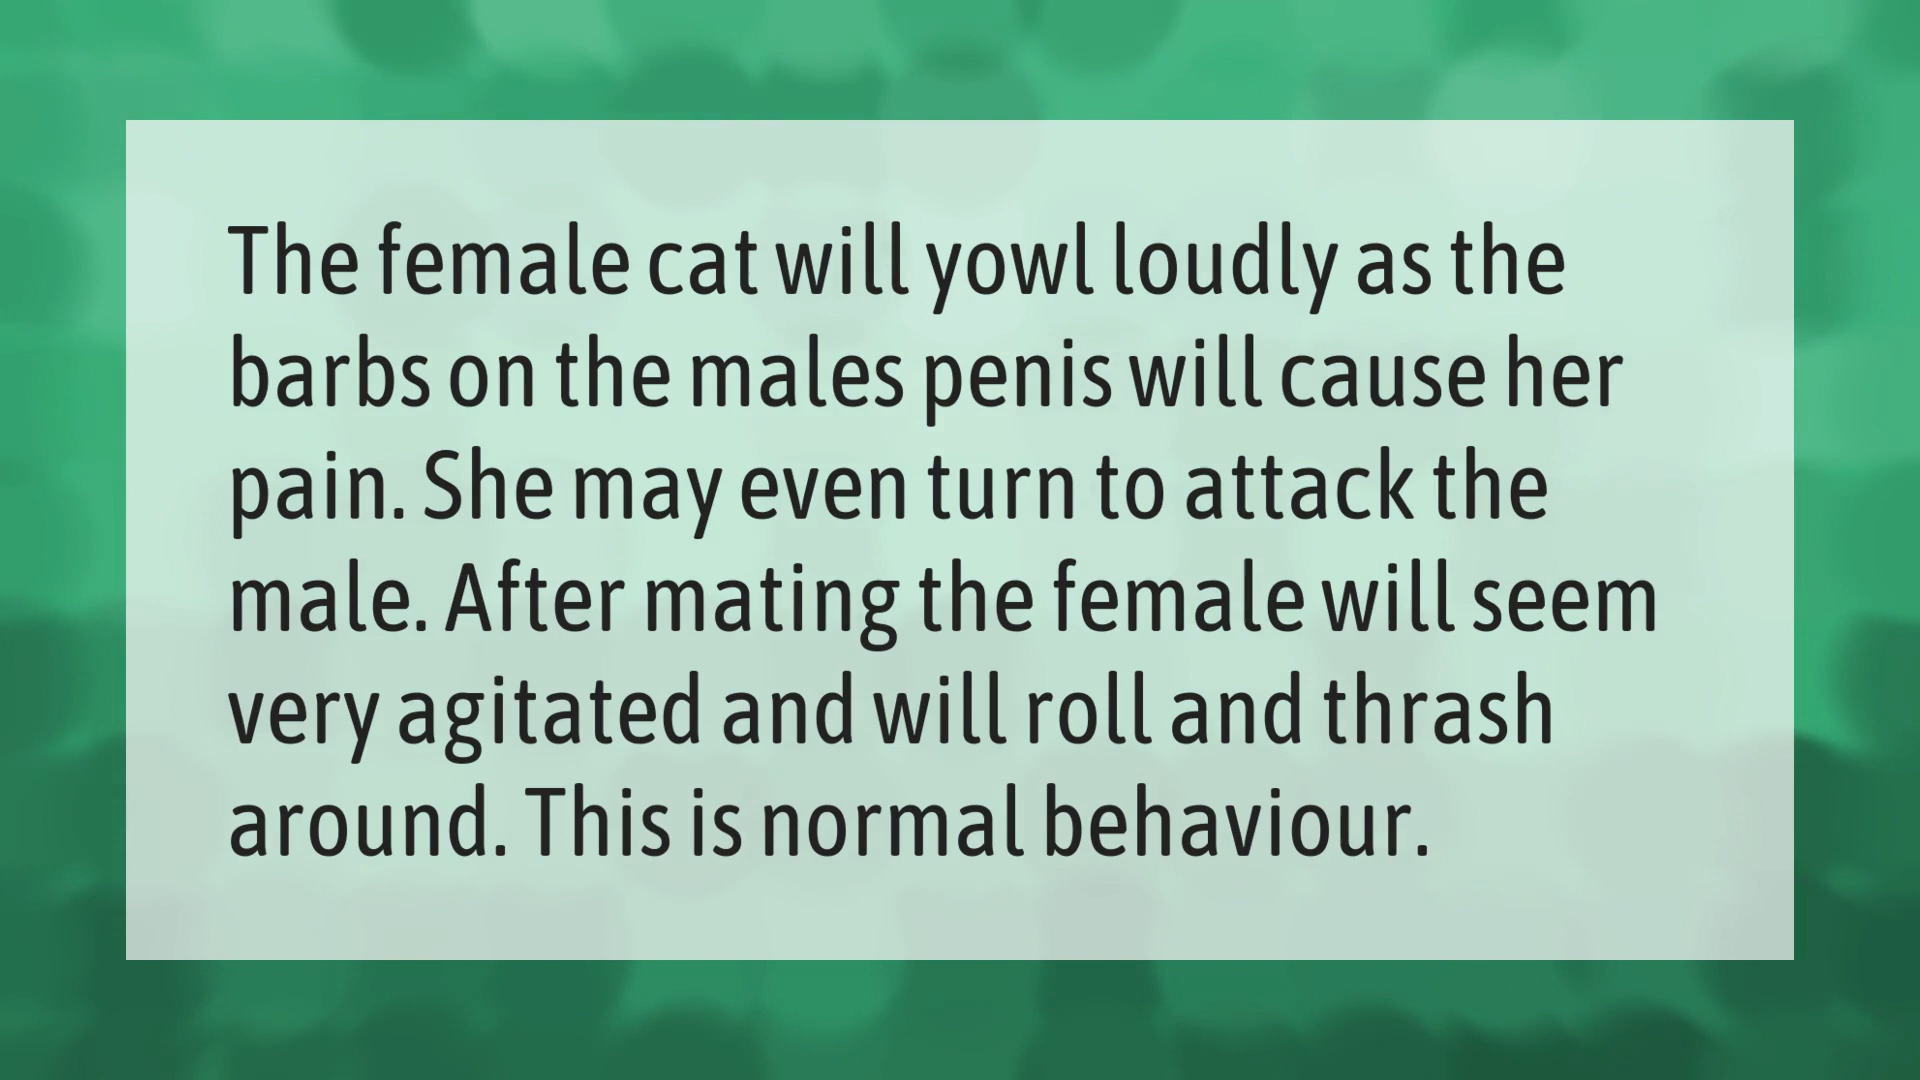 The female cat will yowl loudly as the
barbs on the males penis will cause her
pain. She may even turn to attack the
male. After mating the female will seem
very agitated and will roll and thrash
around. This is normal behaviour.